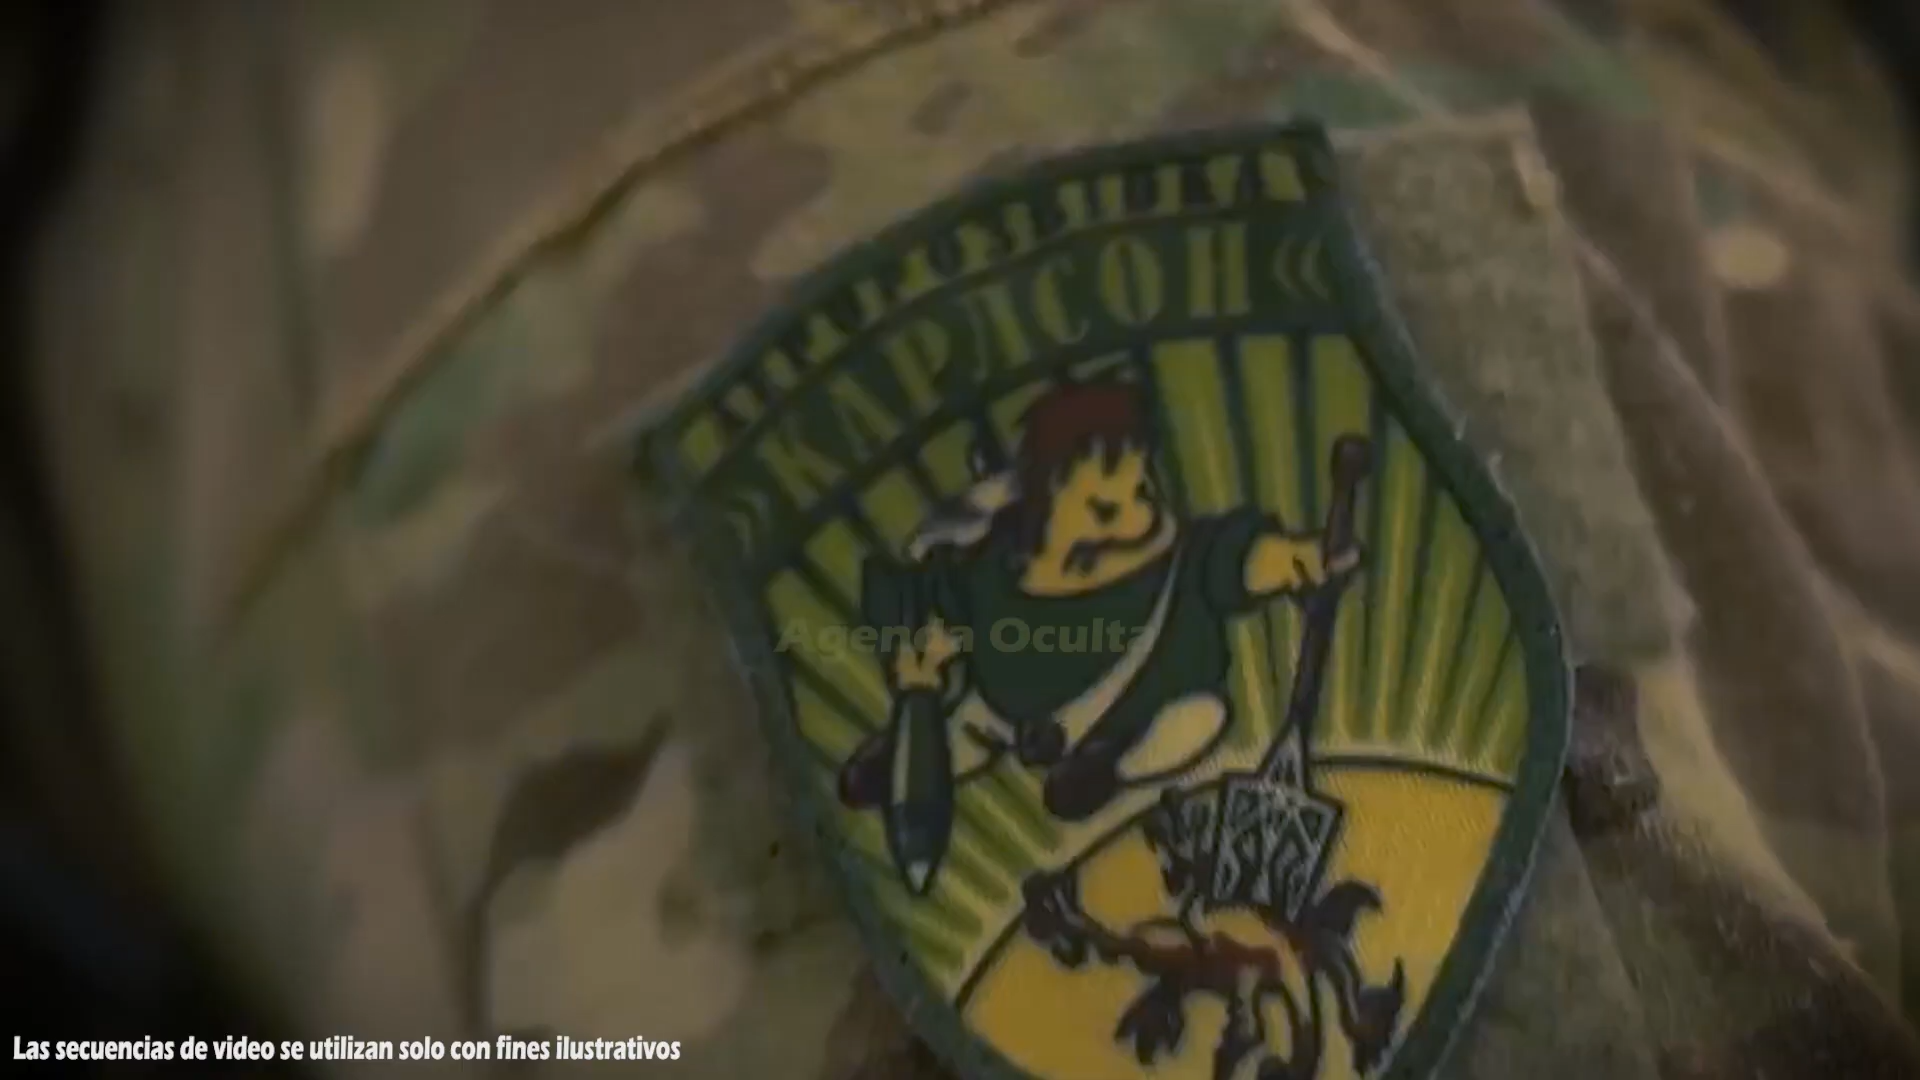 «КАРЛСОН»
Agenda Oculta
Las secuencias de video se utilizan solo con fines ilustrativos